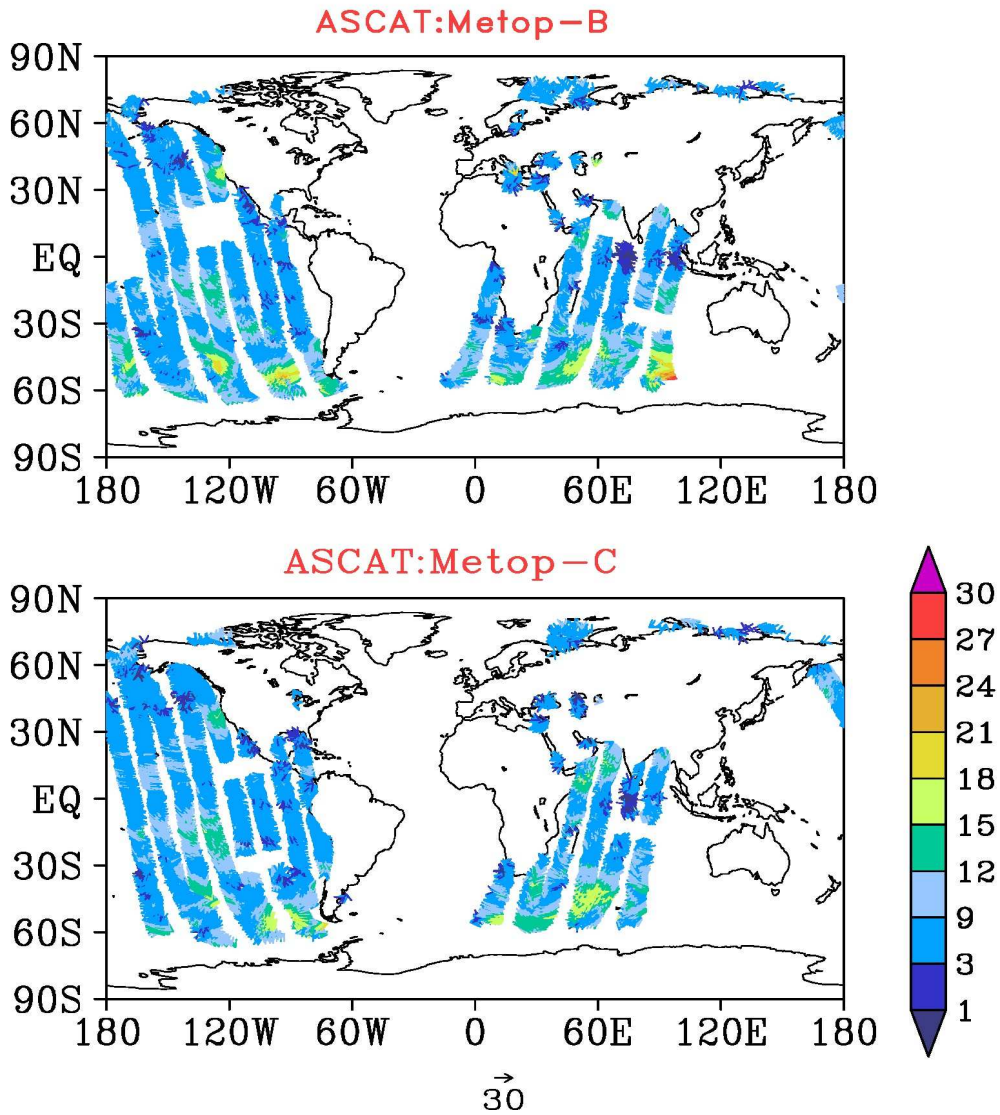 ASCAT:Metop-B
90N
60N
30N
EQ
30S
60S
90S
180 120W 60W 0 60E 120E 180
ASCAT:Metop-C
90N
60N
30N
EQ
30S
60S
90S
180 120W 60W 0 60E 120E 180
30
27
24
21
18
15
12
9
3
1
30